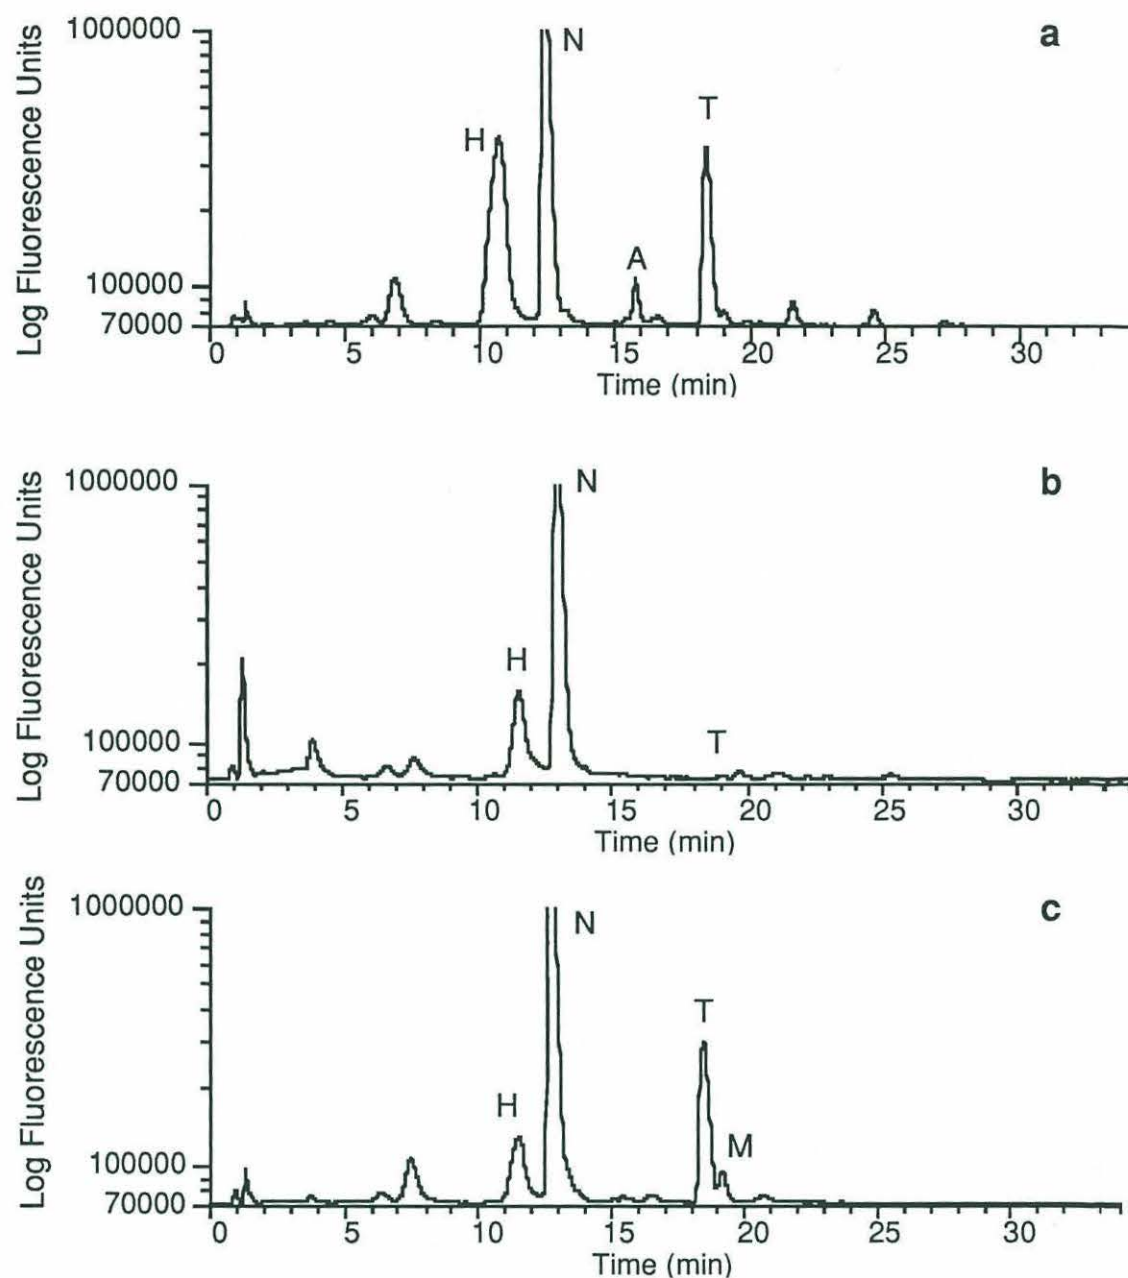 Log Fluorescence Units
1000000
100000
70000
H
N
A
T
a
0 5 10 15 20 25 30
Time (min)
Log Fluorescence Units
1000000
100000
70000
H
N
T
b
0 5 10 15 20 25 30
Time (min)
Log Fluorescence Units
1000000
100000
70000
H
N
T
M
c
0 5 10 15 20 25 30
Time (min)